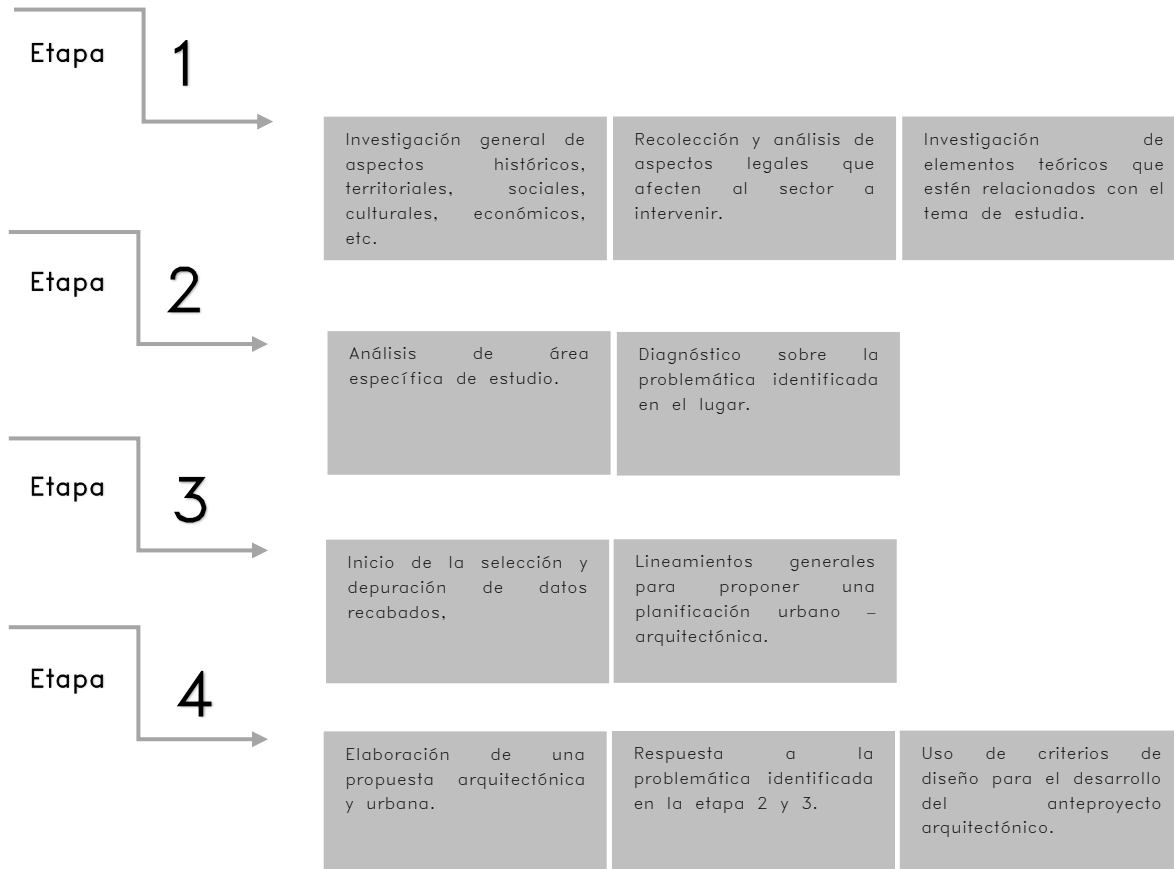 Etapa
1
Investigación general de
aspectos históricos,
territoriales, sociales,
culturales, económicos,
etc.
Recolección y análisis de
aspectos legales que
afecten al sector a
intervenir.
Investigación de
elementos teóricos que
estén relacionados con el
tema de estudia.
Etapa
2
Análisis de área
específica de estudio.
Diagnóstico sobre la
problemática identificada
en el lugar.
Etapa
3
Inicio de la selección y
depuración de datos
recabados,
Lineamientos generales
para proponer una
planificación urbano –
arquitectónica.
Etapa
4
Elaboración de una
propuesta arquitectónica
y urbana.
Respuesta a la
problemática identificada
en la etapa 2 y 3.
Uso de criterios de
diseño para el desarrollo
del anteproyecto
arquitectónico.